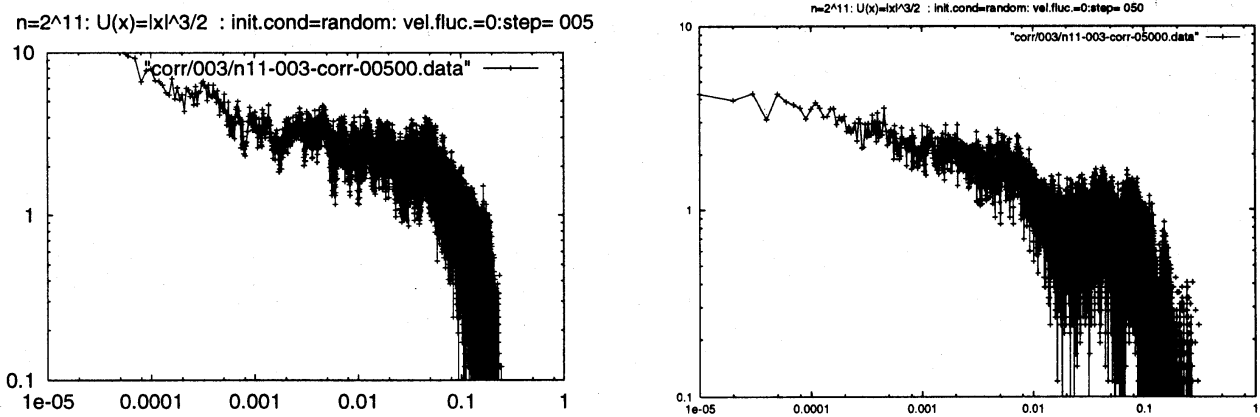 n=2^11: U(x)=|x|^3/2 : init.cond=random: vel.fluc.=0:step= 005
"corr/003/n11-003-corr-00500.data"
10
1
0.1
1e-05 0.0001 0.001 0.01 0.1 1
n=2^11: U(x)=|x|^3/2 : init.cond=random: vel.fluc.=0:step= 050
"corr/003/n11-003-corr-05000.data"
10
1
0.1
1e-05 0.0001 0.001 0.01 0.1 1